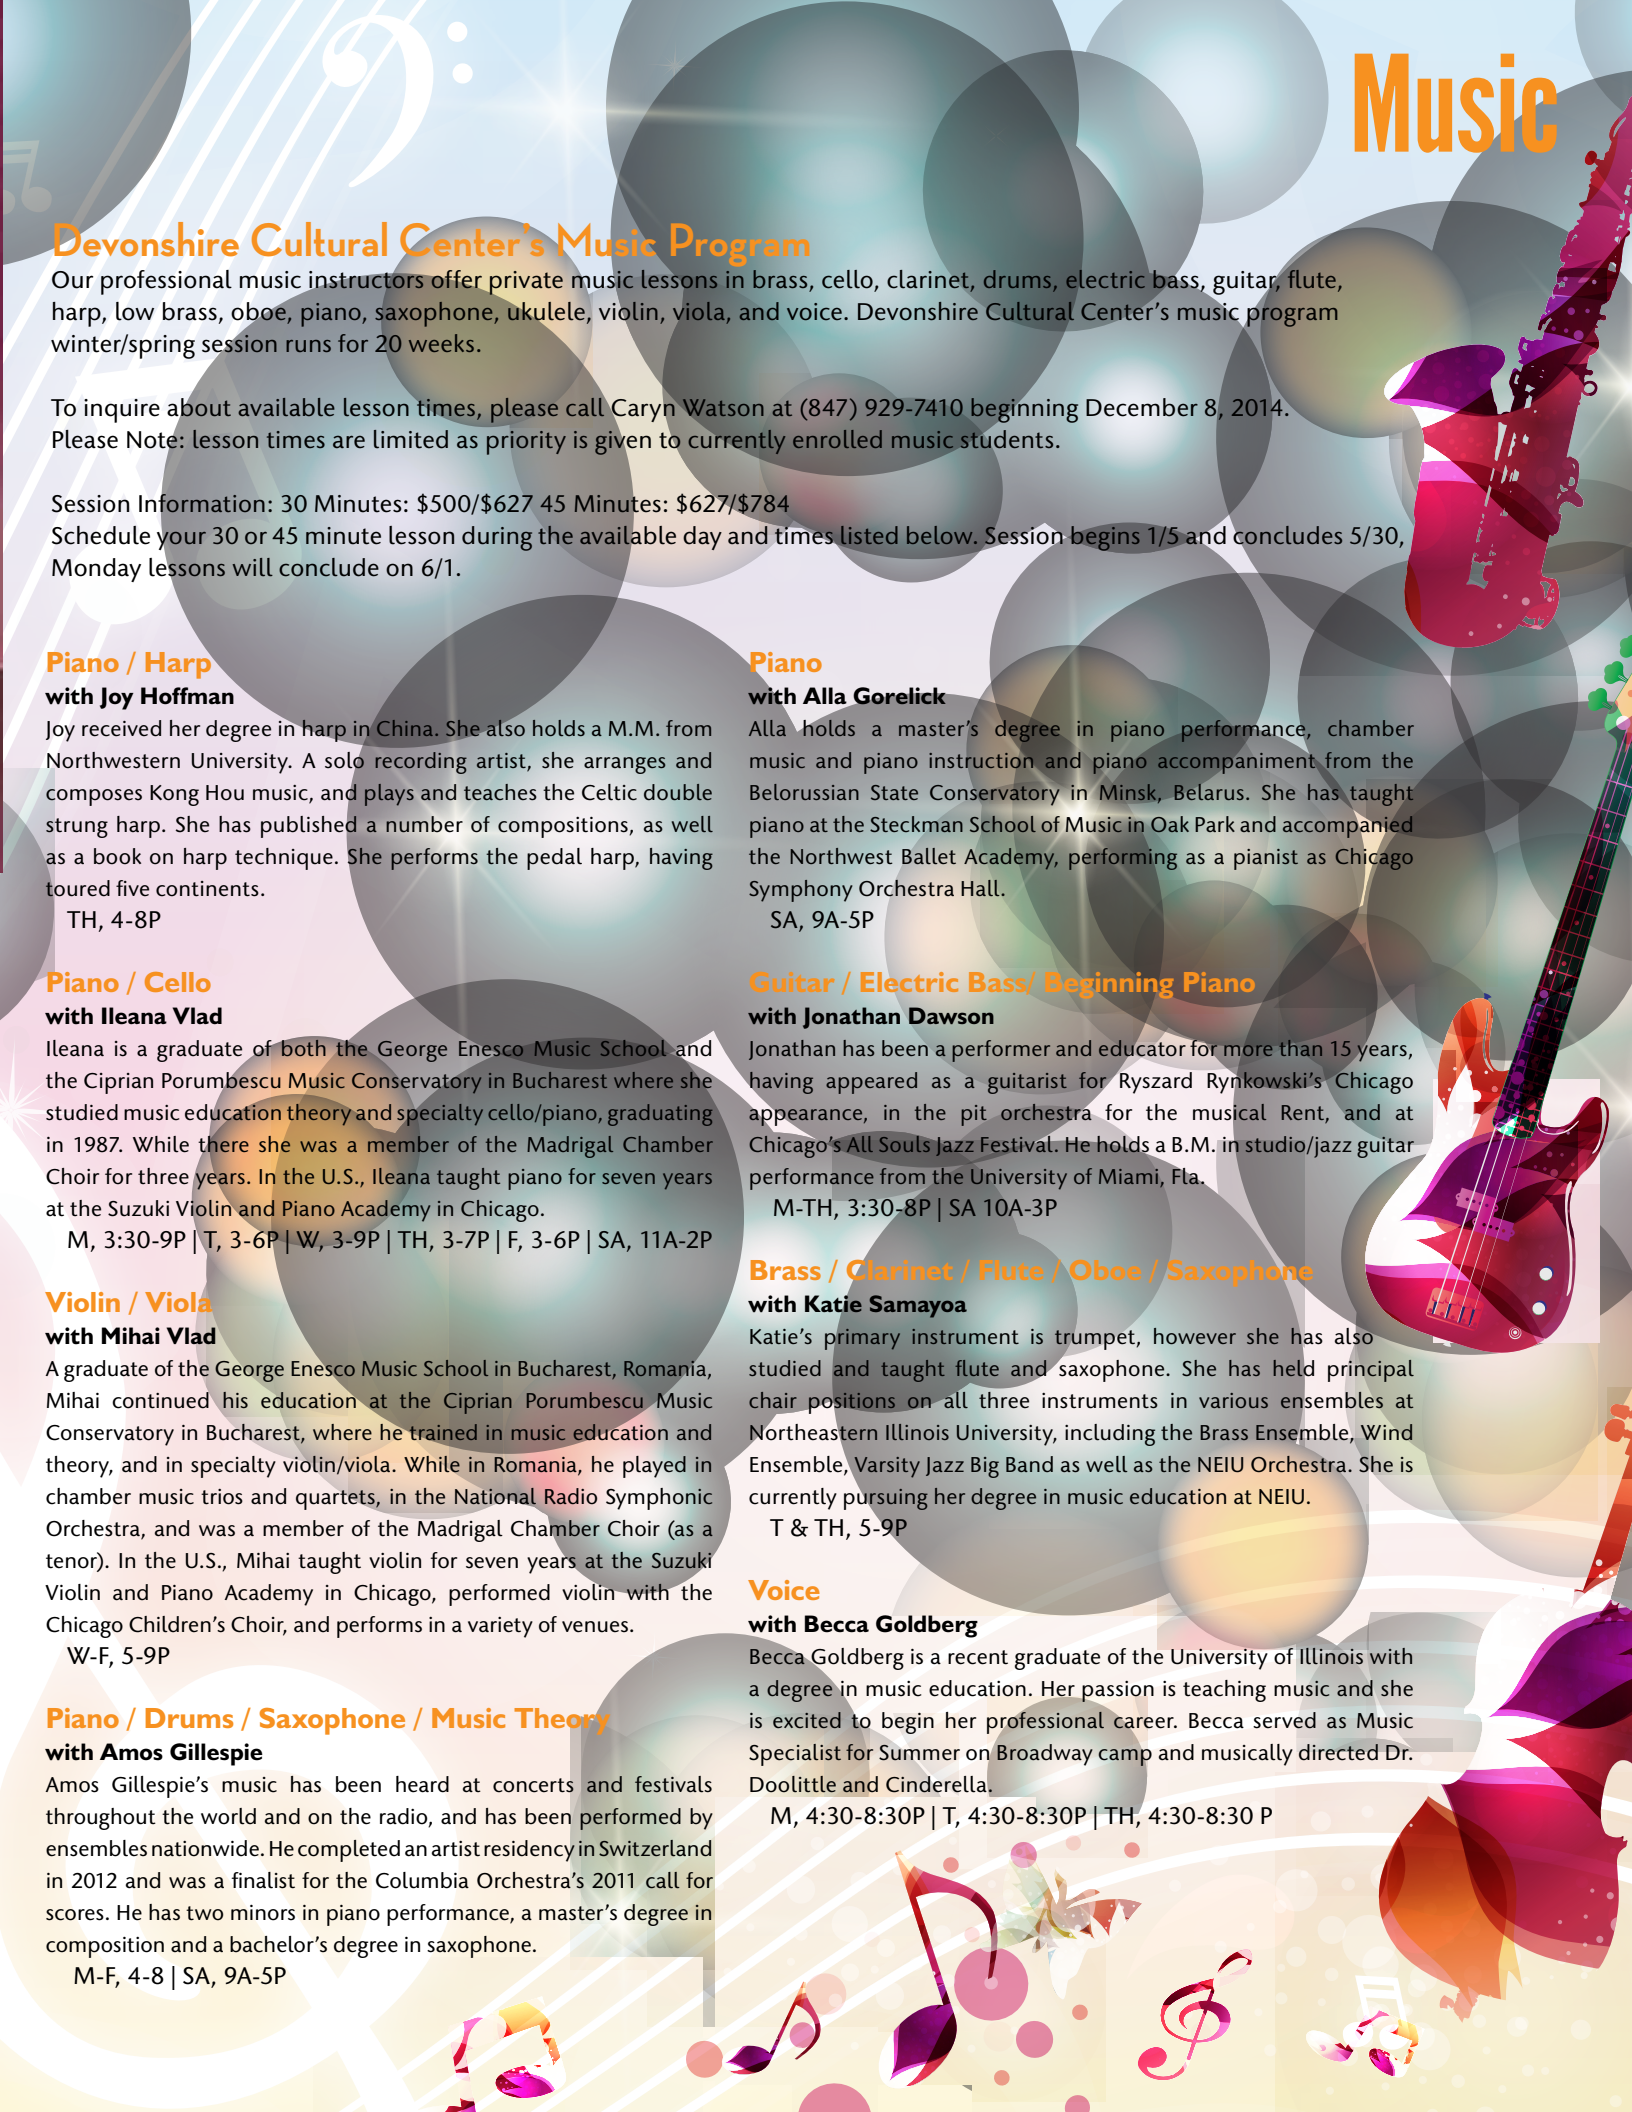 Music
Devonshire Cultural Center's Music Program
Our professional music instructors offer private music lessons in brass, cello, clarinet, drums, electric bass, guitar, flute,
harp, low brass, oboe, piano, saxophone, ukulele, violin, viola, and voice. Devonshire Cultural Center's music program
winter/spring session runs for 20 weeks.
To inquire about available lesson times, please call Caryn Watson at (847) 929-7410 beginning December 8, 2014.
Please Note: lesson times are limited as priority is given to currently enrolled music students.
Session Information: 30 Minutes: $500/$627 45 Minutes: $627/$784
Schedule your 30 or 45 minute lesson during the available day and times listed below. Session begins 1/5 and concludes 5/30,
Monday lessons will conclude on 6/1.
Piano / Harp
with Joy Hoffman
Joy received her degree in harp in China. She also holds a M.M. from
Northwestern University. A solo recording artist, she arranges and
composes Kong Hou music, and plays and teaches the Celtic double
strung harp. She has published a number of compositions, as well
as a book on harp technique. She performs the pedal harp, having
toured five continents.
TH, 4-8P
Piano / Cello
with Ileana Vlad
Ileana is a graduate of both the George Enesco Music School and
the Ciprian Porumbescu Music Conservatory in Bucharest where she
studied music education theory and specialty cello/piano, graduating
in 1987. While there she was a member of the Madrigal Chamber
Choir for three years. In the U.S., Ileana taught piano for seven years
at the Suzuki Violin and Piano Academy in Chicago.
M, 3:30-9P | T, 3-6P | W, 3-9P | TH, 3-7P | F, 3-6P | SA, 11A-2P
Violin / Viola
with Mihai Vlad
A graduate of the George Enesco Music School in Bucharest, Romania,
Mihai continued his education at the Ciprian Porumbescu Music
Conservatory in Bucharest, where he trained in music education and
theory, and in specialty violin/viola. While in Romania, he played in
chamber music trios and quartets, in the National Radio Symphonic
Orchestra, and was a member of the Madrigal Chamber Choir (as a
tenor). In the U.S., Mihai taught violin for seven years at the Suzuki
Violin and Piano Academy in Chicago, performed violin with the
Chicago Children's Choir, and performs in a variety of venues.
W-F, 5-9P
Piano / Drums / Saxophone / Music Theory
with Amos Gillespie
Amos Gillespie's music has been heard at concerts and festivals
throughout the world and on the radio, and has been performed by
ensembles nationwide. He completed an artist residency in Switzerland
in 2012 and was a finalist for the Columbia Orchestra's 2011 call for
scores. He has two minors in piano performance, a master's degree in
composition and a bachelor's degree in saxophone.
M-F, 4-8 | SA, 9A-5P
Piano
with Alla Gorelick
Alla holds a master's degree in piano performance, chamber
music and piano instruction and piano accompaniment from the
Belorussian State Conservatory in Minsk, Belarus. She has taught
piano at the Steckman School of Music in Oak Park and accompanied
the Northwest Ballet Academy, performing as a pianist as Chicago
Symphony Orchestra Hall.
SA, 9A-5P
Guitar / Electric Bass/ Beginning Piano
with Jonathan Dawson
Jonathan has been a performer and educator for more than 15 years,
having appeared as a guitarist for Ryszard Rynkowski's Chicago
appearance, in the pit orchestra for the musical Rent, and at
Chicago's All Souls Jazz Festival. He holds a B.M. in studio/jazz guitar
performance from the University of Miami, Fla.
M-TH, 3:30-8P | SA 10A-3P
Brass / Clarinet / Flute / Oboe / Saxophone
with Katie Samayoa
Katie's primary instrument is trumpet, however she has also
studied and taught flute and saxophone. She has held principal
chair positions on all three instruments in various ensembles at
Northeastern Illinois University, including the Brass Ensemble, Wind
Ensemble, Varsity Jazz Big Band as well as the NEIU Orchestra. She is
currently pursuing her degree in music education at NEIU.
T & TH, 5-9P
Voice
with Becca Goldberg
Becca Goldberg is a recent graduate of the University of Illinois with
a degree in music education. Her passion is teaching music and she
is excited to begin her professional career. Becca served as Music
Specialist for Summer on Broadway camp and musically directed Dr.
Doolittle and Cinderella.
M, 4:30-8:30P | T, 4:30-8:30P | TH, 4:30-8:30 P